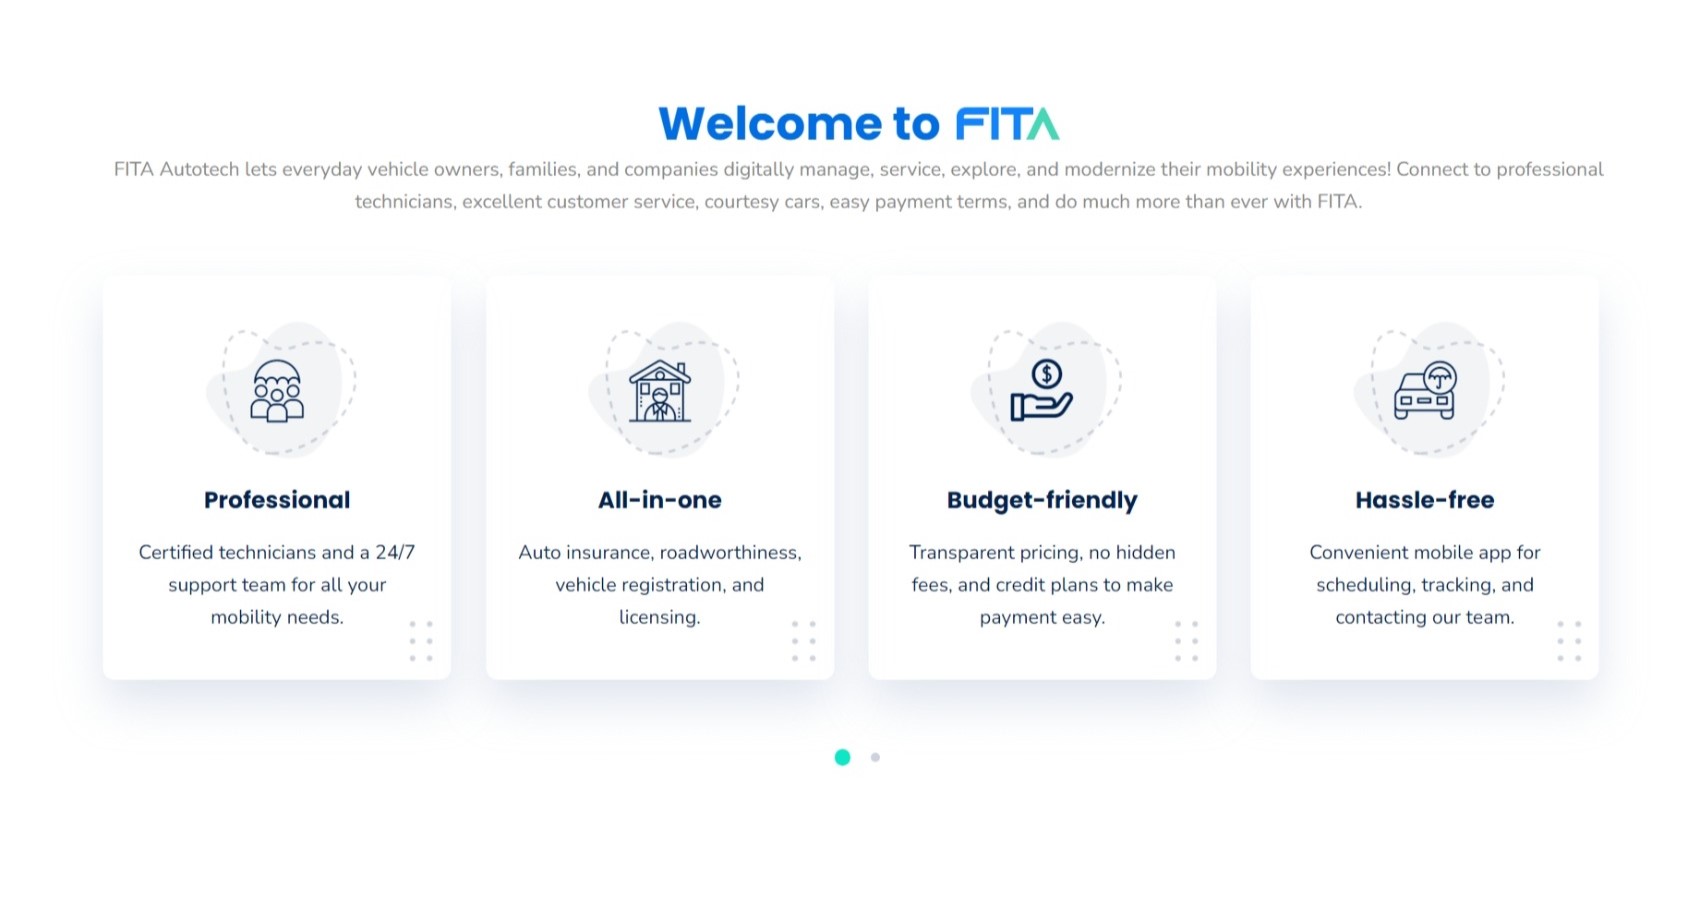 Welcome to FITA
FITA Autotech lets everyday vehicle owners, families, and companies digitally manage, service, explore, and modernize their mobility experiences! Connect to professional
technicians, excellent customer service, courtesy cars, easy payment terms, and do much more than ever with FITA.
Professional
Certified technicians and a 24/7
support team for all your
mobility needs.
All-in-one
Auto insurance, roadworthiness,
vehicle registration, and
licensing.
$
Budget-friendly
Transparent pricing, no hidden
fees, and credit plans to make
payment easy.
Hassle-free
Convenient mobile app for
scheduling, tracking, and
contacting our team.